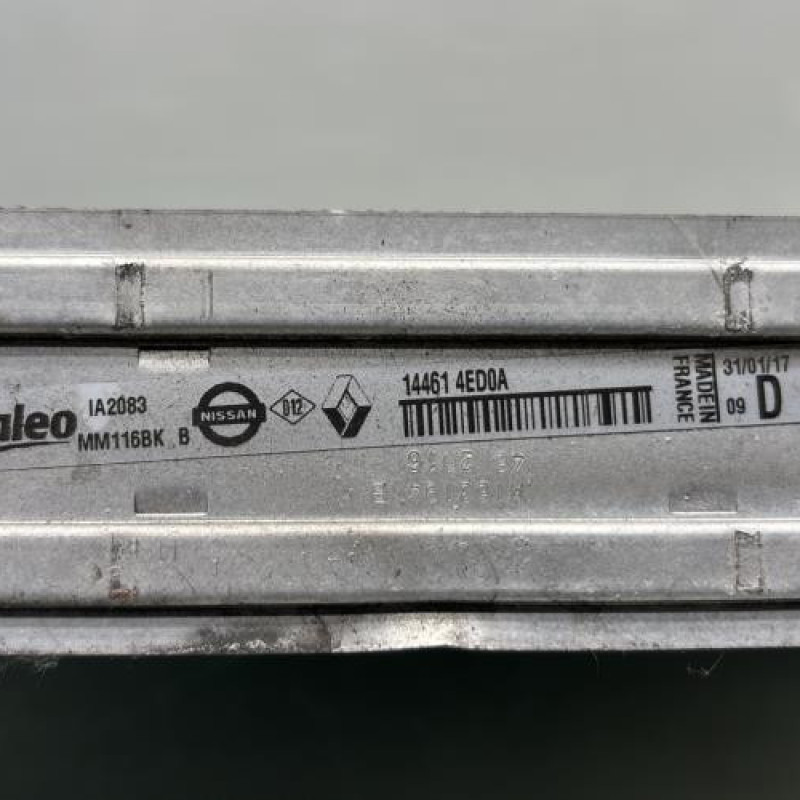 aleo
IA2083
MM116BK B
NISSAN
D12
14461 4ED0A
MADE IN
FRANCE
31/01/17
09 D